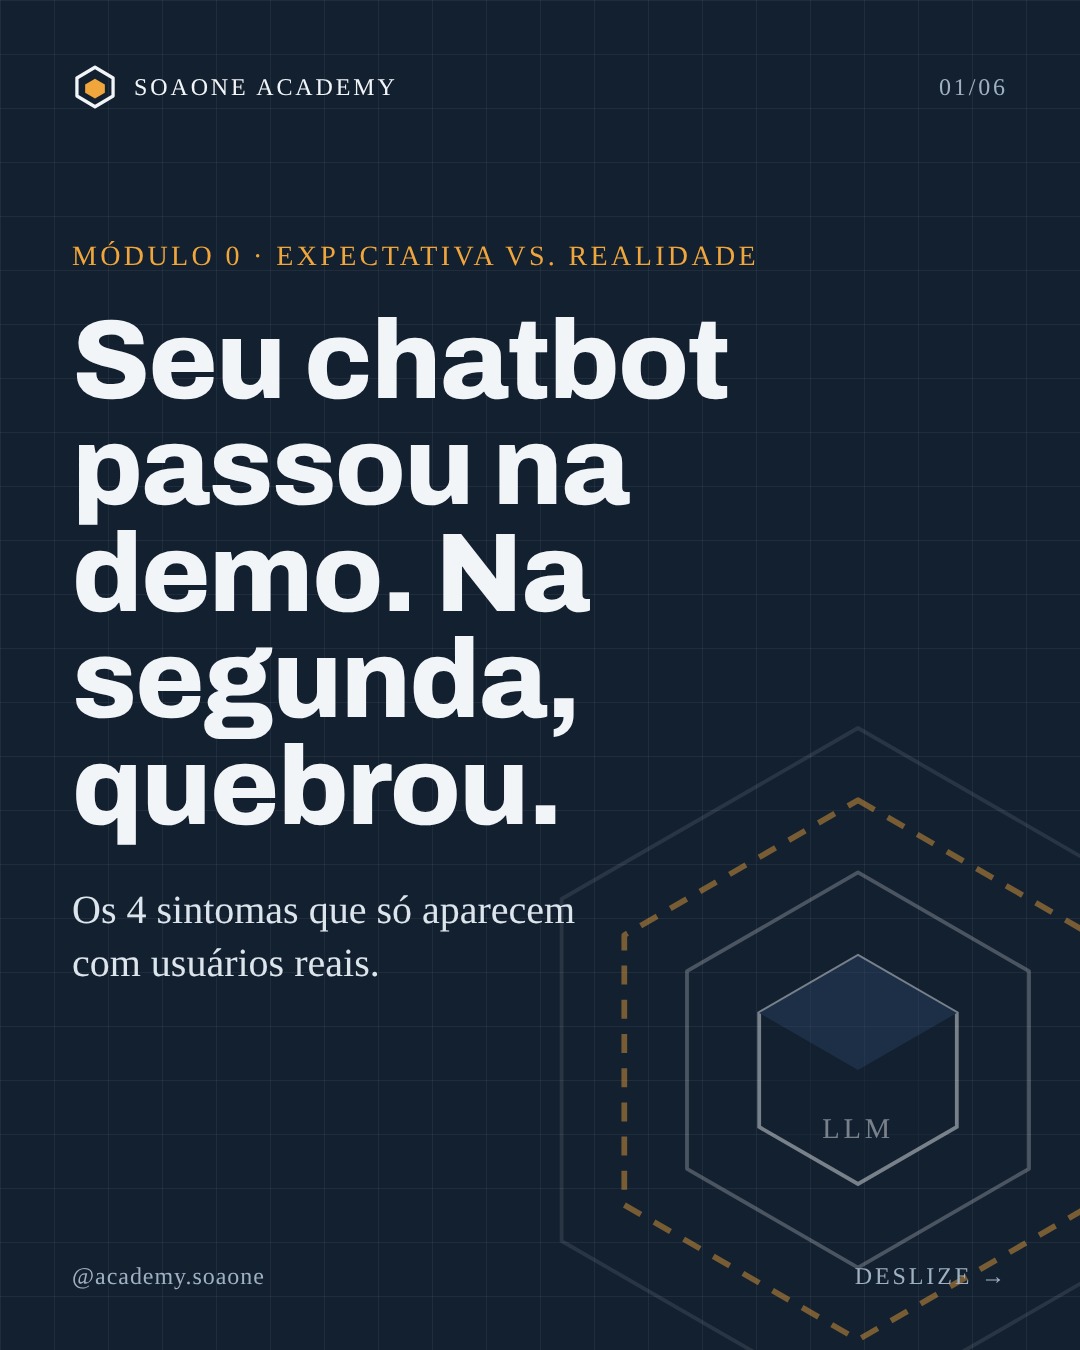 SOAONE ACADEMY
01/06
MÓDULO 0 · EXPECTATIVA VS. REALIDADE
Seu chatbot
passou na
demo. Na
segunda,
quebrou.
Os 4 sintomas que só aparecem
com usuários reais.
LLM
@academy.soaone
DESLIZE →